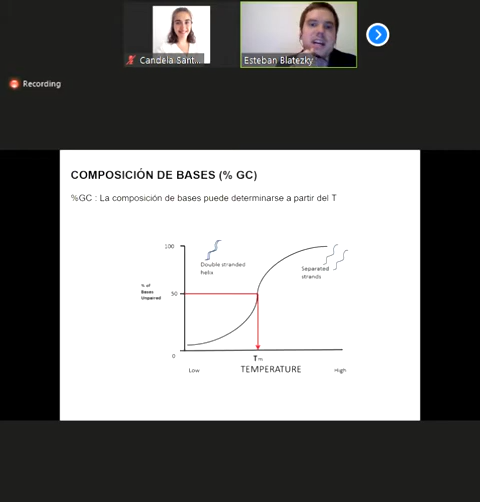 Candela Sant...
Esteban Blatezky
Recording
COMPOSICIÓN DE BASES (% GC)
%GC : La composición de bases puede determinarse a partir del T
100
Double stranded
helix
Separated
strands
% of
Bases
Unpaired
50
0
Tm
Low
TEMPERATURE
High